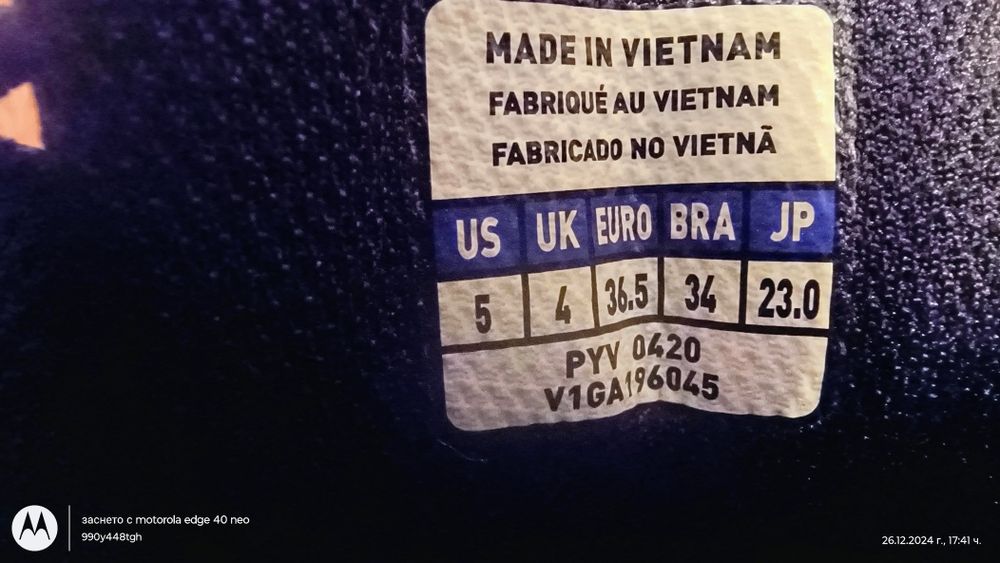 MADE IN VIETNAM
FABRIQUÉ AU VIETNAM
FABRICADO NO VIETNÃ
US UK EURO BRA JP
5 4 36.5 34 23.0
PYV 0420
V1GA196045
заснето с motorola edge 40 neo
990y448tgh
26.12.2024 г., 17:41 ч.